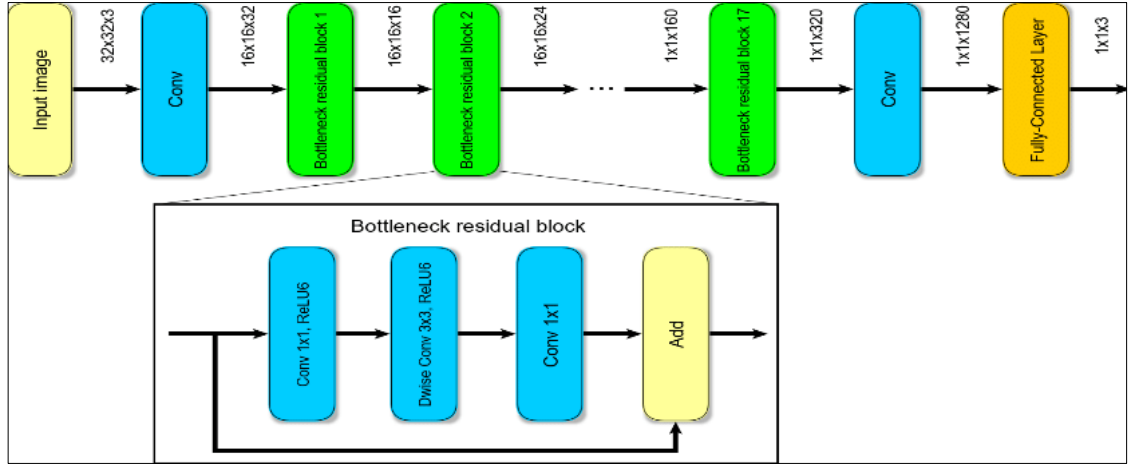 Input image
32x32x3
Conv
16x16x32
Bottleneck residual block 1
16x16x16
Bottleneck residual block 2
16x16x24
...
1x1x160
Bottleneck residual block 17
1x1x320
Conv
1x1x1280
Fully-Connected Layer
1x1x3
Bottleneck residual block
Conv 1x1, ReLU6
Dwise Conv 3x3, ReLU6
Conv 1x1
Add